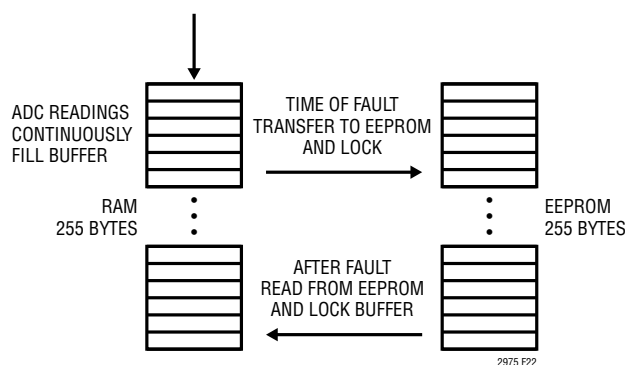 ADC READINGS
CONTINUOUSLY
FILL BUFFER
TIME OF FAULT
TRANSFER TO EEPROM
AND LOCK
RAM
255 BYTES
EEPROM
255 BYTES
AFTER FAULT
READ FROM EEPROM
AND LOCK BUFFER
2975 F22